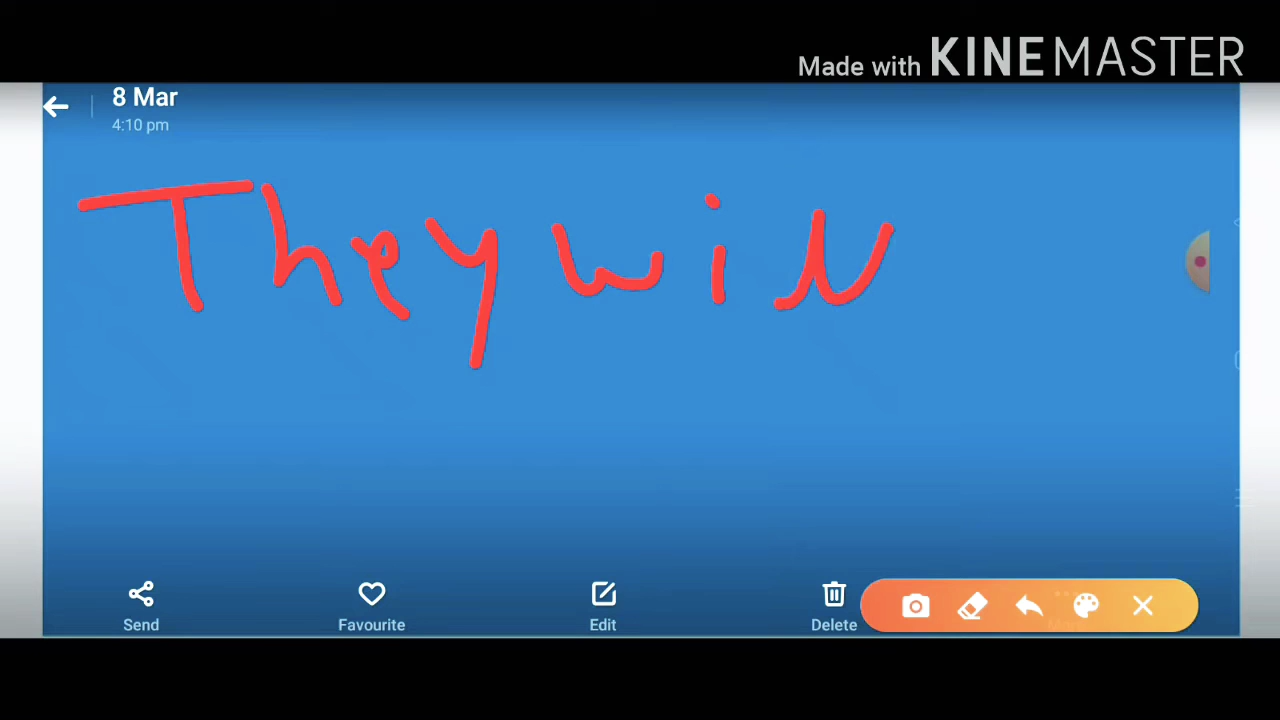 Made with KINEMASTER
8 Mar
4:10 pm
They will
Send Favourite Edit Delete